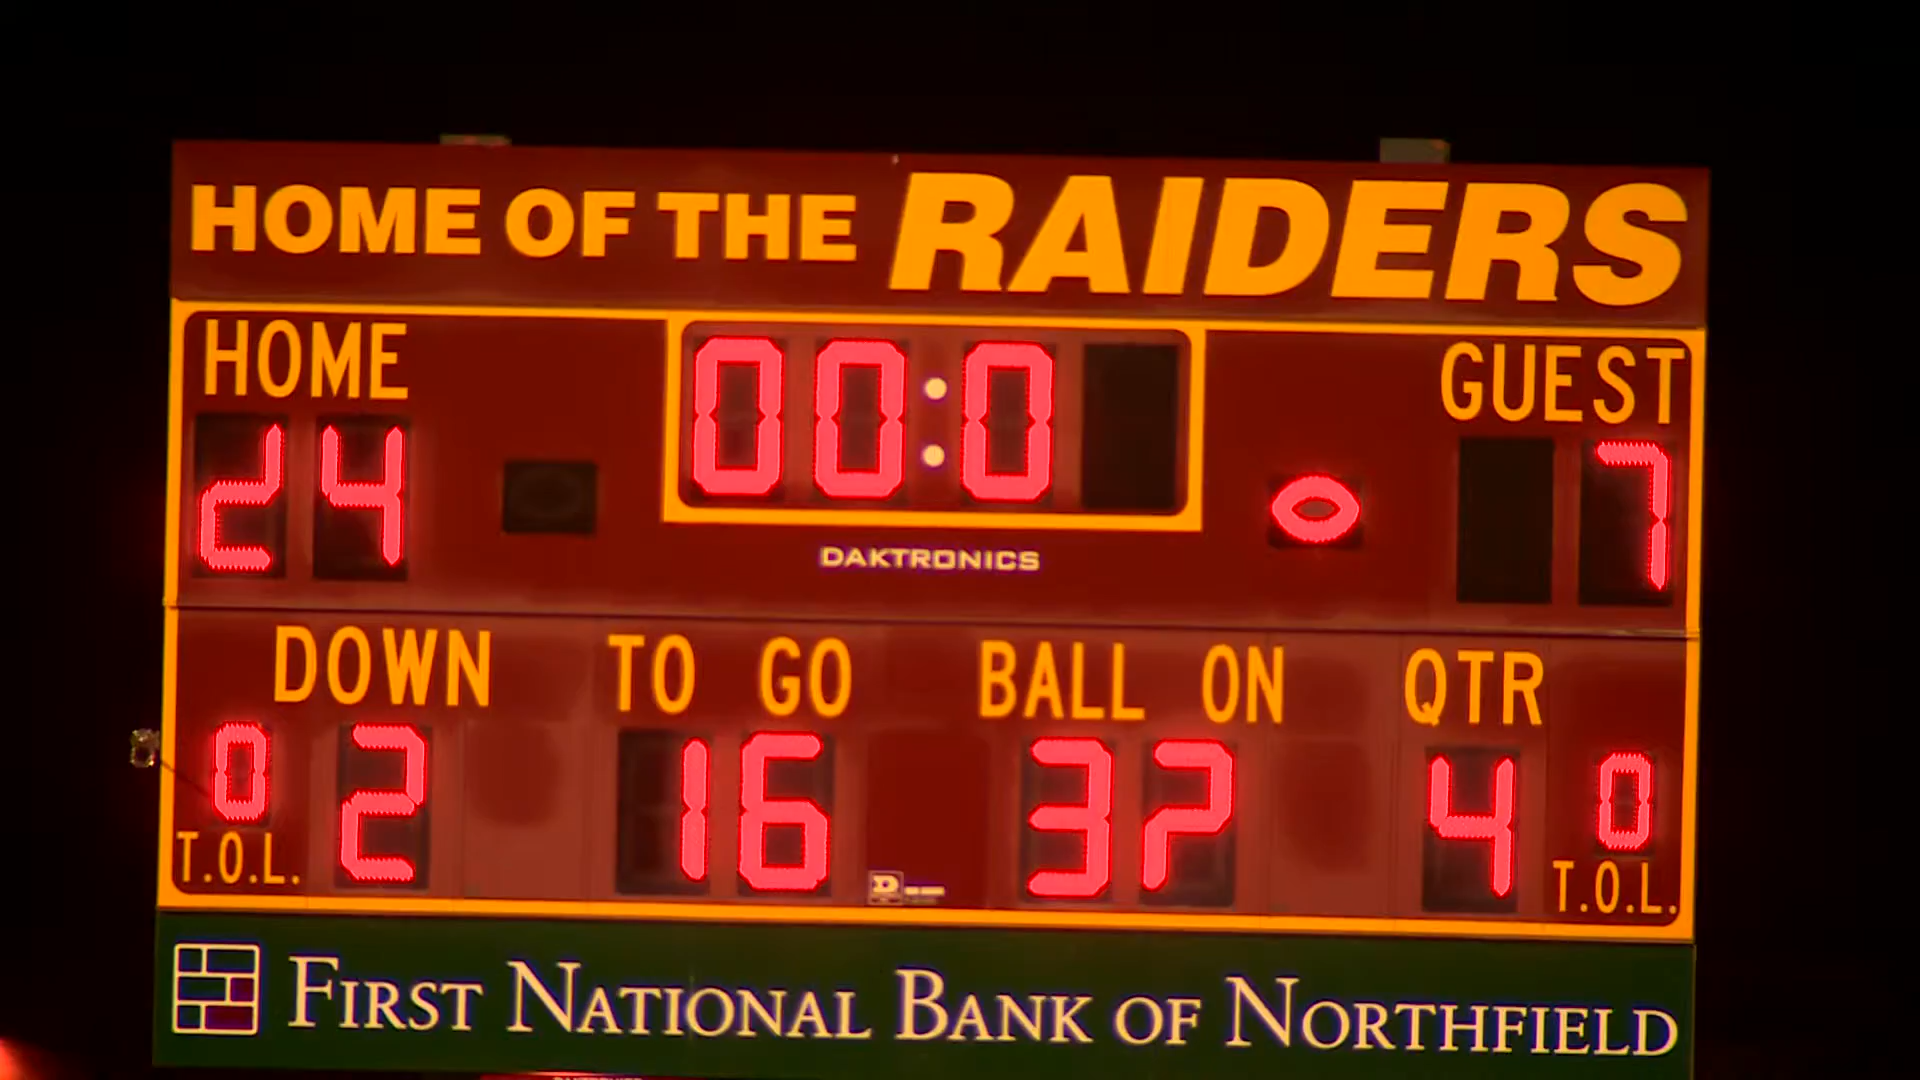 HOME OF THE RAIDERS
HOME 00:0 GUEST
24 7
DAKTRONICS
DOWN TO GO BALL ON QTR
0 2 16 37 4 0
T.O.L. T.O.L.
FIRST NATIONAL BANK OF NORTHFIELD